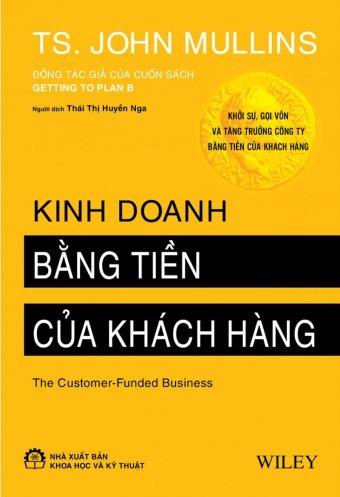 TS. JOHN MULLINS
ĐỒNG TÁC GIẢ CỦA CUỐN SÁCH
GETTING TO PLAN B
Người dịch Thái Thị Huyền Nga
KHỞI SỰ, GỌI VỐN
VÀ TĂNG TRƯỞNG CÔNG TY
BẰNG TIỀN CỦA KHÁCH HÀNG
KINH DOANH
BẰNG TIỀN
CỦA KHÁCH HÀNG
The Customer-Funded Business
NHÀ XUẤT BẢN
KHOA HỌC VÀ KỸ THUẬT
WILEY